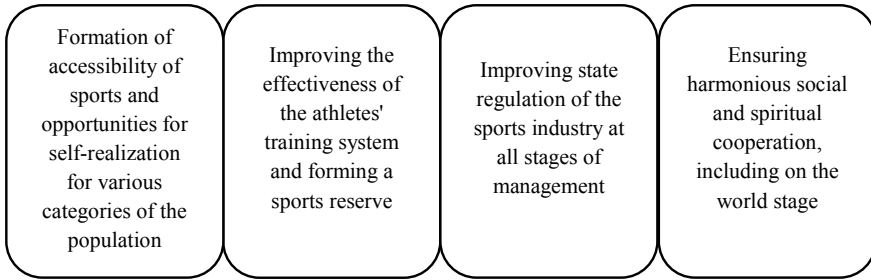 Formation of
accessibility of
sports and
opportunities for
self-realization
for various
categories of the
population
Improving the
effectiveness of
the athletes'
training system
and forming a
sports reserve
Improving state
regulation of the
sports industry at
all stages of
management
Ensuring
harmonious social
and spiritual
cooperation,
including on the
world stage